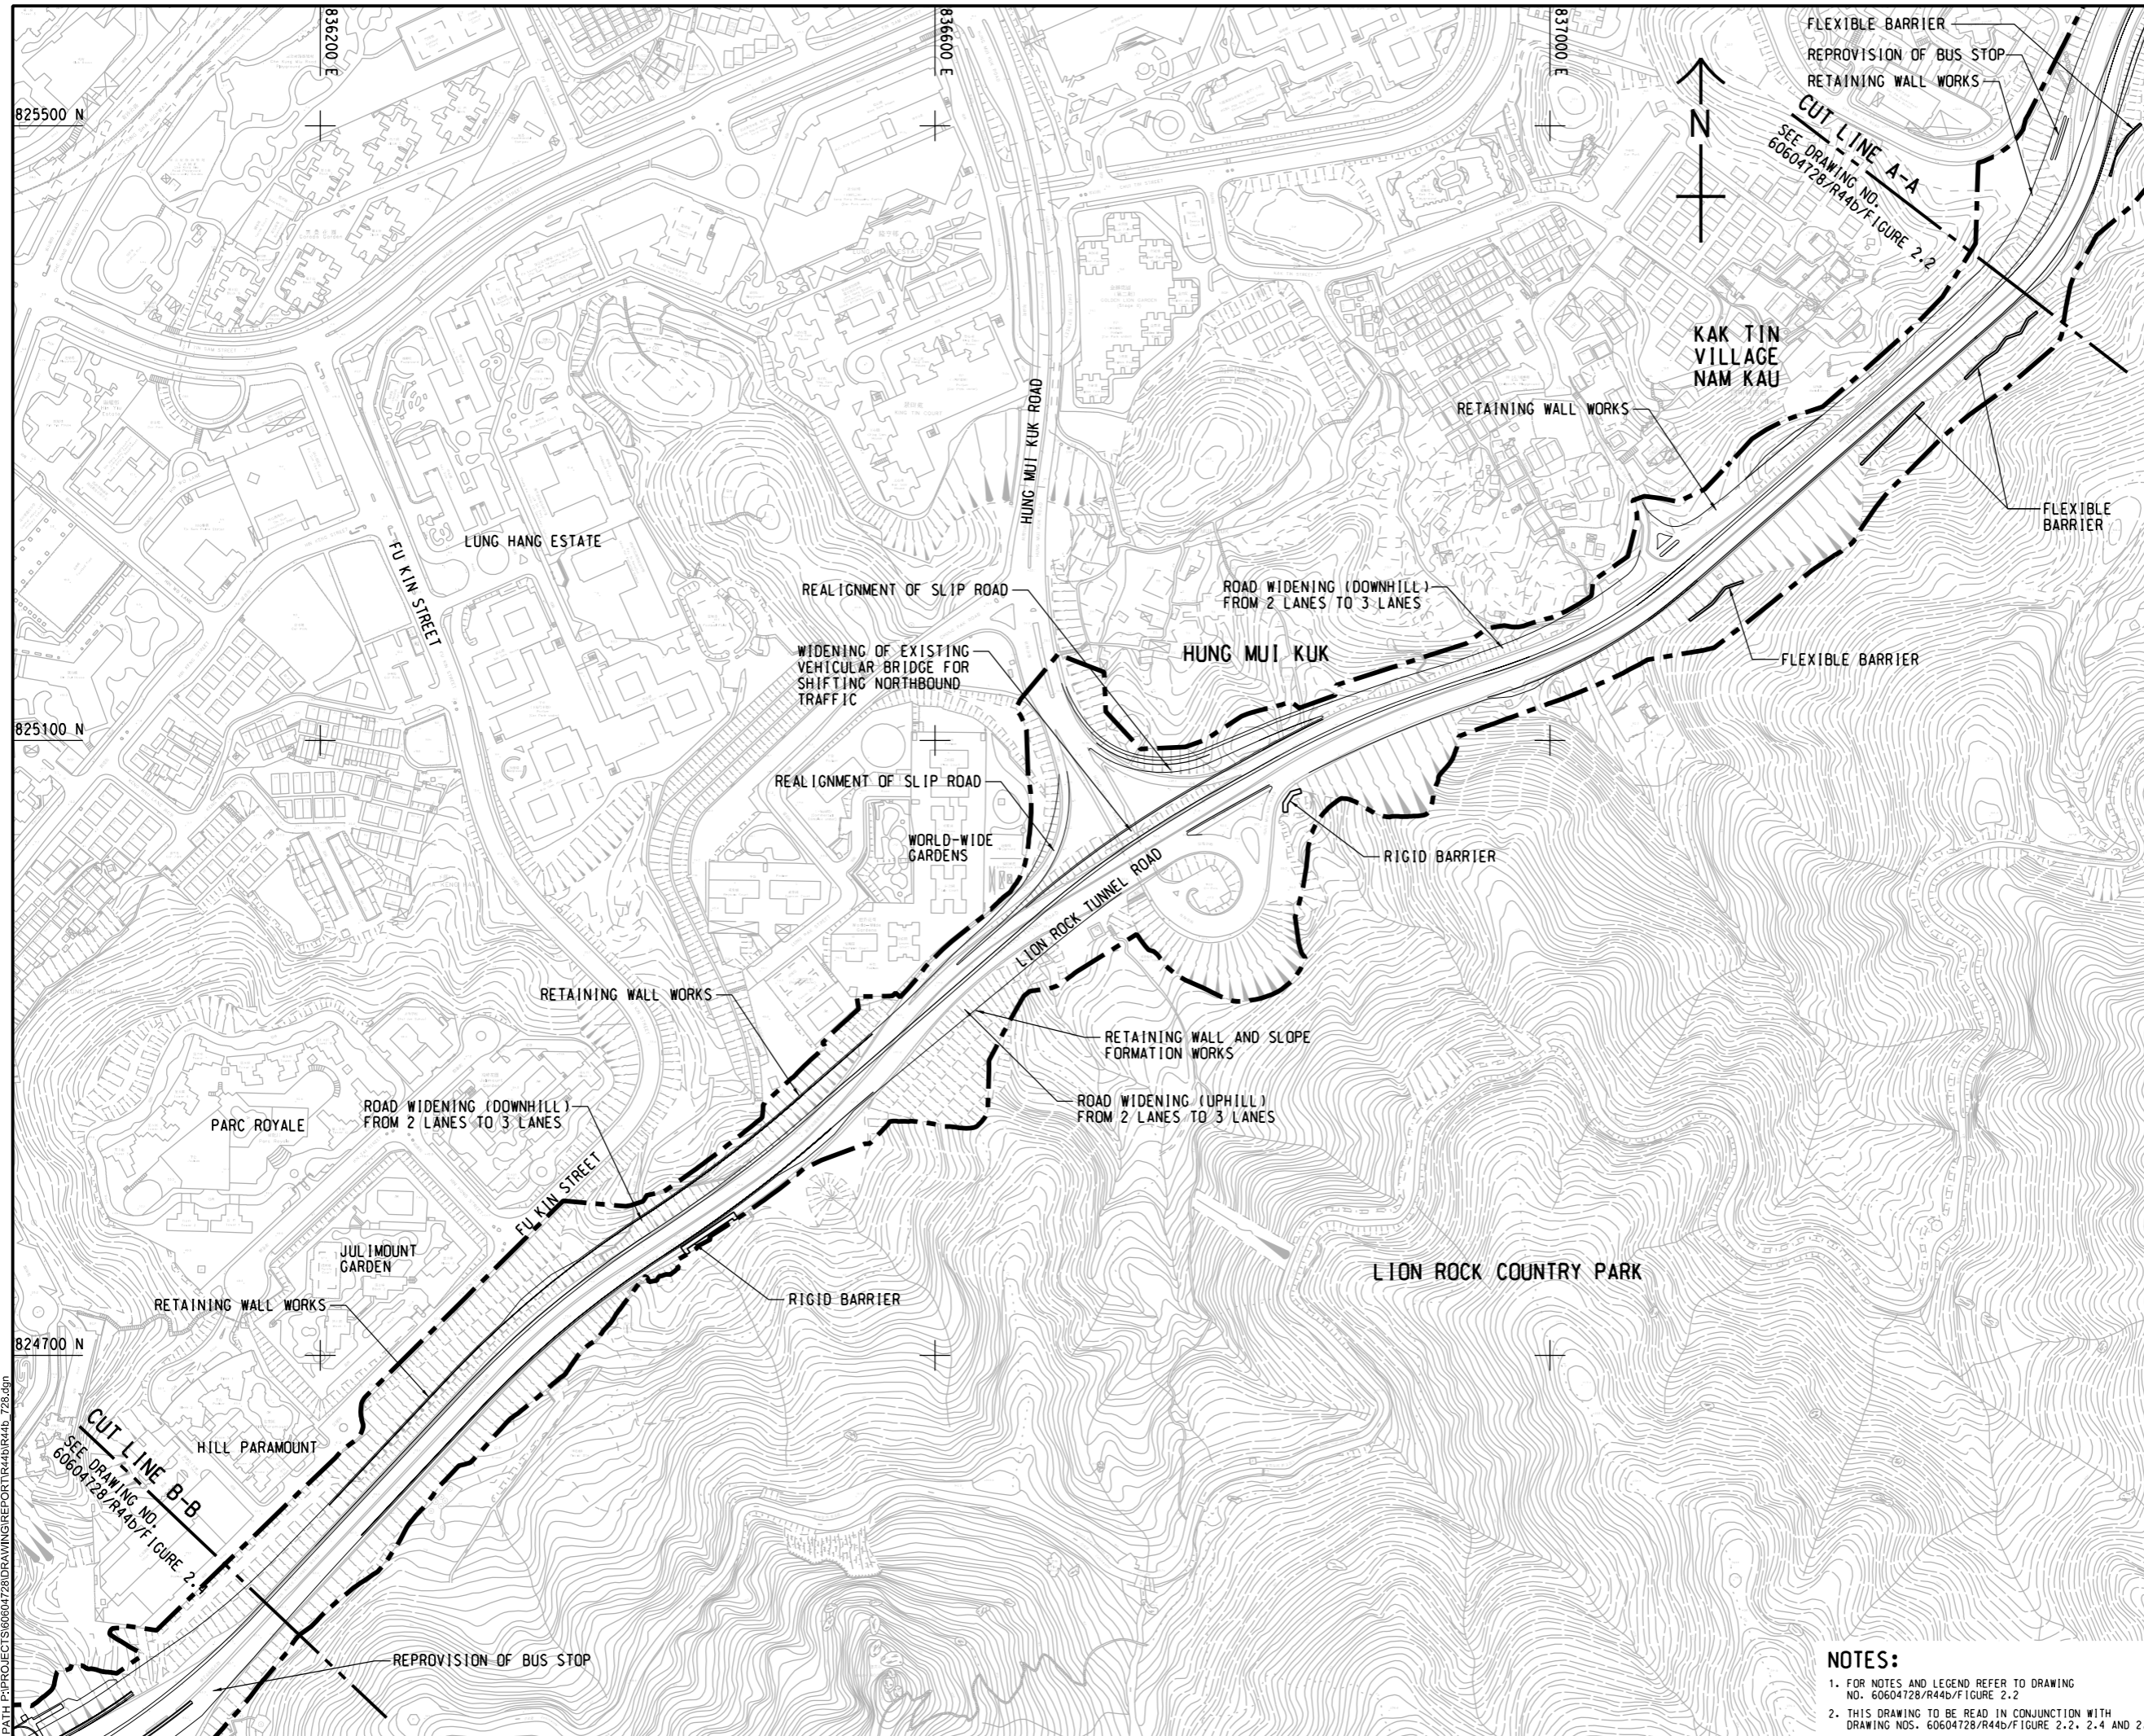 836200 E
836600 E
837000 E
FLEXIBLE BARRIER
REPROVISION OF BUS STOP
RETAINING WALL WORKS
825500 N
N
CUT LINE A-A
SEE DRAWING NO.
60604728/R44b/FIGURE 2.2
KAK TIN
VILLAGE
NAM KAU
HUNG MUI KUK ROAD
RETAINING WALL WORKS
FLEXIBLE
BARRIER
LUNG HANG ESTATE
FU KIN STREET
REALIGNMENT OF SLIP ROAD
ROAD WIDENING (DOWNHILL)
FROM 2 LANES TO 3 LANES
HUNG MUI KUK
WIDENING OF EXISTING
VEHICULAR BRIDGE FOR
SHIFTING NORTHBOUND
TRAFFIC
FLEXIBLE BARRIER
825100 N
REALIGNMENT OF SLIP ROAD
WORLD-WIDE
GARDENS
RIGID BARRIER
LION ROCK TUNNEL ROAD
RETAINING WALL WORKS
RETAINING WALL AND SLOPE
FORMATION WORKS
ROAD WIDENING (UPHILL)
FROM 2 LANES TO 3 LANES
ROAD WIDENING (DOWNHILL)
FROM 2 LANES TO 3 LANES
PARC ROYALE
FU KIN STREET
JULIMOUNT
GARDEN
LION ROCK COUNTRY PARK
RETAINING WALL WORKS
RIGID BARRIER
824700 N
HILL PARAMOUNT
CUT LINE B-B
SEE DRAWING NO.
60604728/R44b/FIGURE 2.4
REPROVISION OF BUS STOP
NOTES:
1. FOR NOTES AND LEGEND REFER TO DRAWING
NO. 60604728/R44b/FIGURE 2.2
2. THIS DRAWING TO BE READ IN CONJUNCTION WITH
DRAWING NOS. 60604728/R44b/FIGURE 2.2, 2.4 AND 2
PATH P:\PROJECTS\60604728\DRAWING\REPORT\R44b\R44b_728.dgn